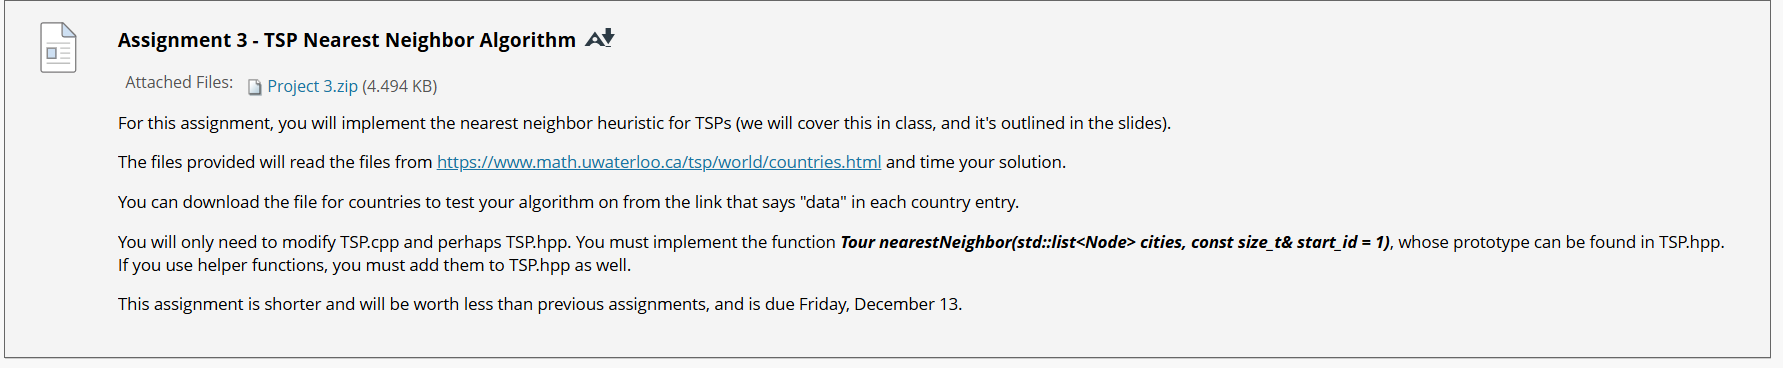 Assignment 3 - TSP Nearest Neighbor Algorithm
Attached Files: Project 3.zip (4.494 KB)
For this assignment, you will implement the nearest neighbor heuristic for TSPs (we will cover this in class, and it's outlined in the slides).
The files provided will read the files from https://www.math.uwaterloo.ca/tsp/world/countries.html and time your solution.
You can download the file for countries to test your algorithm on from the link that says "data" in each country entry.
You will only need to modify TSP.cpp and perhaps TSP.hpp. You must implement the function Tour nearestNeighbor(std::list<Node> cities, const size_t& start_id = 1), whose prototype can be found in TSP.hpp.
If you use helper functions, you must add them to TSP.hpp as well.
This assignment is shorter and will be worth less than previous assignments, and is due Friday, December 13.